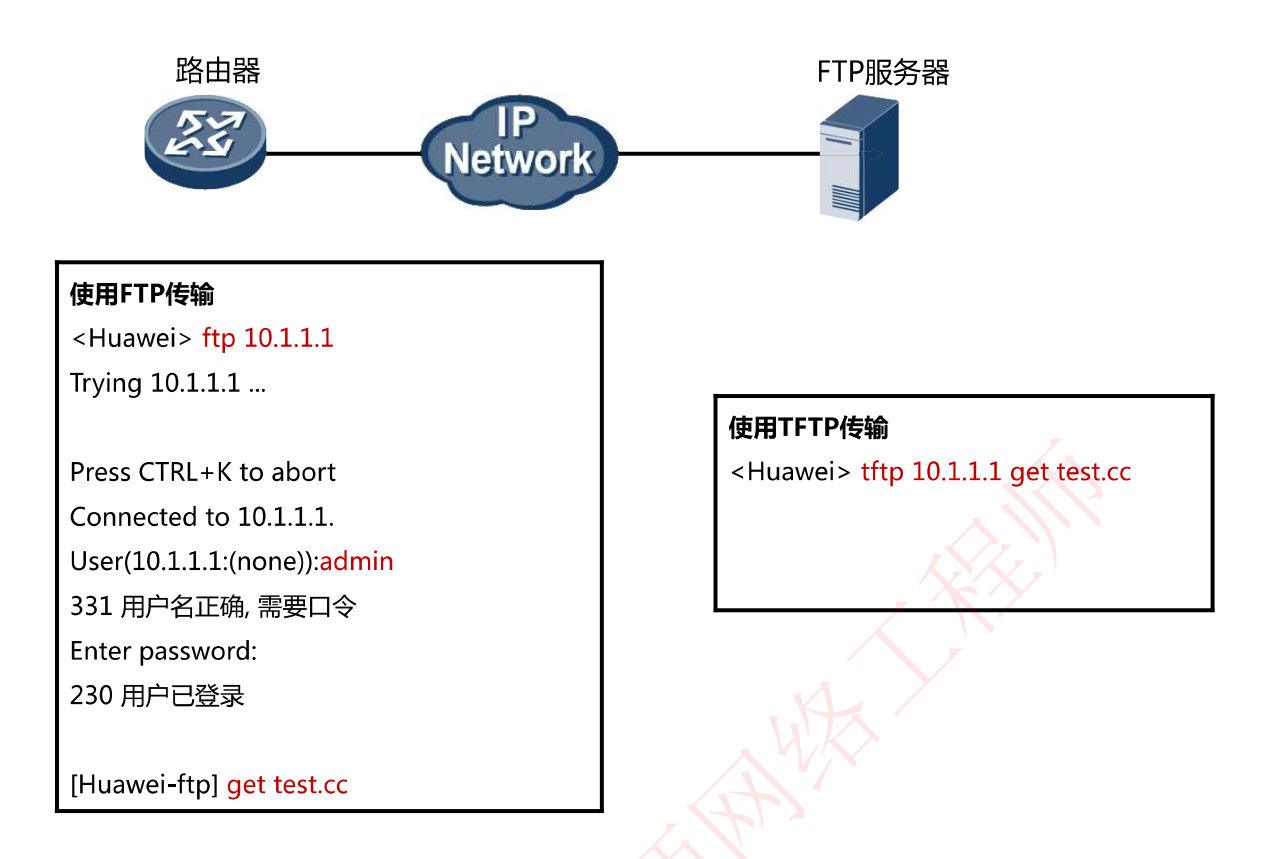 路由器
FTP服务器
IP
Network
使用FTP传输
<Huawei> ftp 10.1.1.1
Trying 10.1.1.1 ...
Press CTRL+K to abort
Connected to 10.1.1.1.
User(10.1.1.1:(none)):admin
331 用户名正确, 需要口令
Enter password:
230 用户已登录
[Huawei-ftp] get test.cc
使用TFTP传输
<Huawei> tftp 10.1.1.1 get test.cc
网络工程师